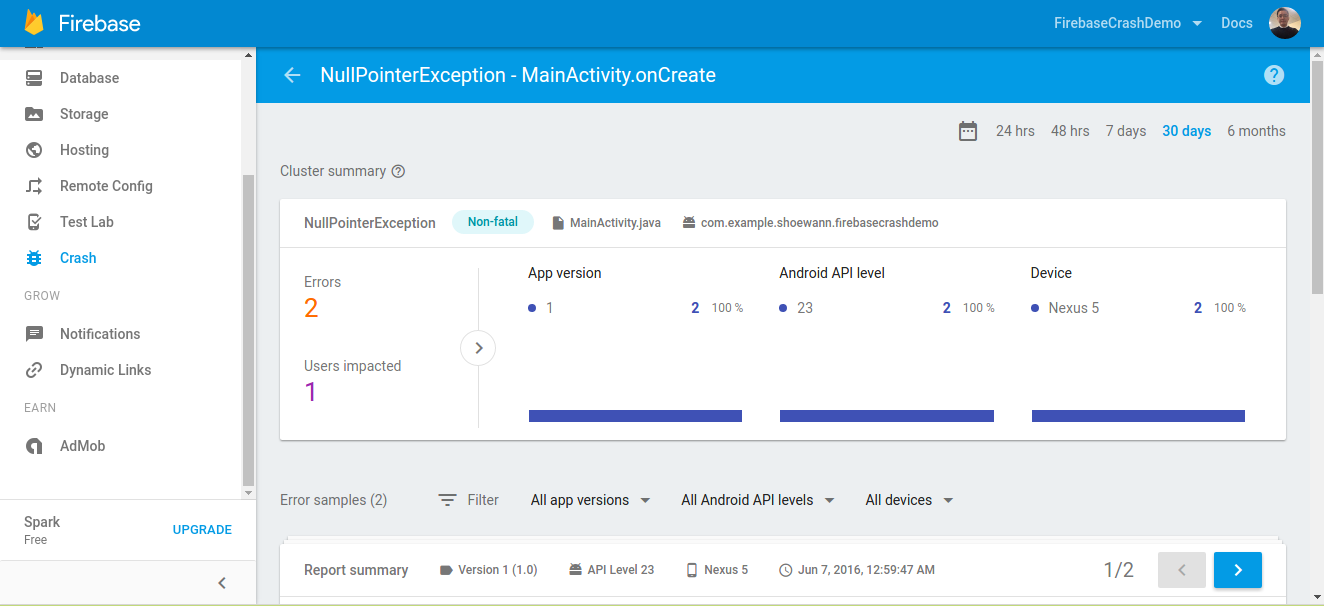 Firebase
FirebaseCrashDemo Docs
Database
Storage
Hosting
Remote Config
Test Lab
Crash
GROW
Notifications
Dynamic Links
EARN
AdMob
Spark
Free
UPGRADE
NullPointerException - MainActivity.onCreate
?
24 hrs 48 hrs 7 days 30 days 6 months
Cluster summary ?
NullPointerException Non-fatal MainActivity.java com.example.shoewann.firebasecrashdemo
Errors
2
Users impacted
1
App version
1 2 100 %
Android API level
23 2 100 %
Device
Nexus 5 2 100 %
Error samples (2) Filter All app versions All Android API levels All devices
Report summary Version 1 (1.0) API Level 23 Nexus 5 Jun 7, 2016, 12:59:47 AM 1/2